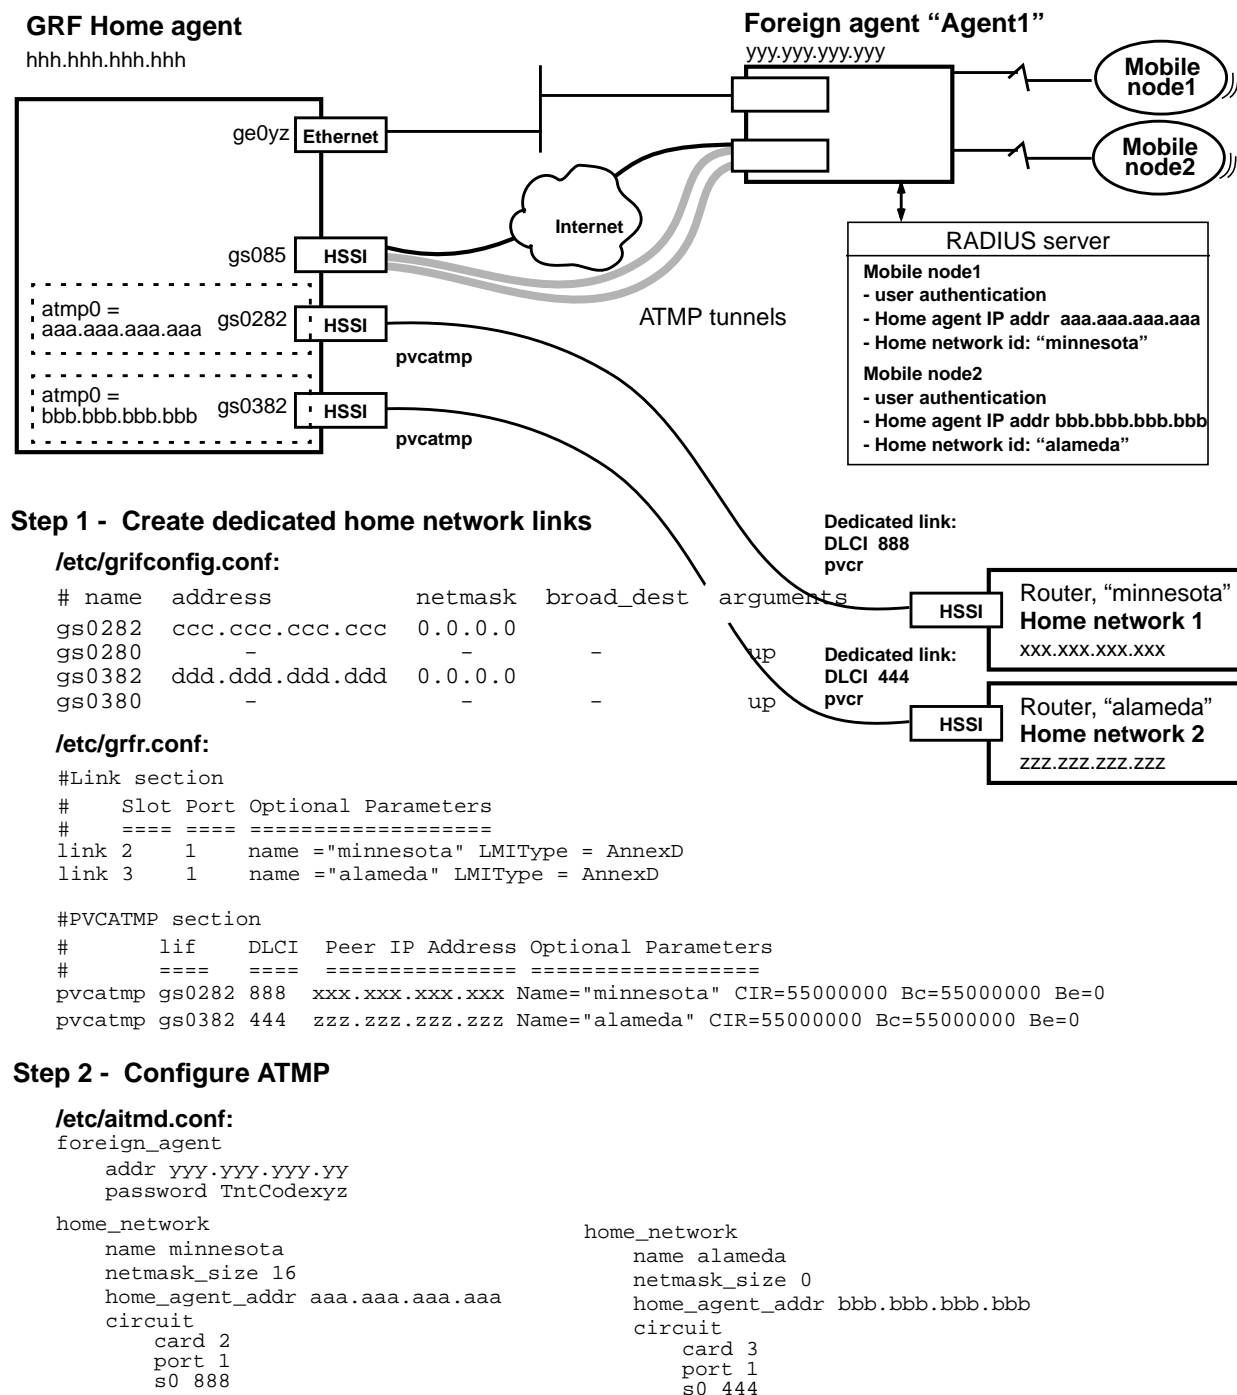 GRF Home agent
hhh.hhh.hhh.hhh
Foreign agent “Agent1”
yyy.yyy.yyy.yyy
Mobile
node1
Mobile
node2
ge0yz
Ethernet
Internet
gs085
HSSI
atmp0 =
aaa.aaa.aaa.aaa
gs0282
HSSI
pvcatmp
atmp0 =
bbb.bbb.bbb.bbb
gs0382
HSSI
pvcatmp
ATMP tunnels
RADIUS server
Mobile node1
- user authentication
- Home agent IP addr aaa.aaa.aaa.aaa
- Home network id: “minnesota”
Mobile node2
- user authentication
- Home agent IP addr bbb.bbb.bbb.bbb
- Home network id: “alameda”
Dedicated link:
DLCI 888
pvcr
HSSI
Router, “minnesota”
Home network 1
xxx.xxx.xxx.xxx
Dedicated link:
DLCI 444
pvcr
HSSI
Router, “alameda”
Home network 2
zzz.zzz.zzz.zzz
Step 1 - Create dedicated home network links
/etc/grifconfig.conf:
# name address netmask broad_dest arguments
gs0282 ccc.ccc.ccc.ccc 0.0.0.0
gs0280 - - - up
gs0382 ddd.ddd.ddd.ddd 0.0.0.0
gs0380 - - - up
/etc/grfr.conf:
#Link section
# Slot Port Optional Parameters
# ==== ==== ===================
link 2 1 name ="minnesota" LMIType = AnnexD
link 3 1 name ="alameda" LMIType = AnnexD
#PVCATMP section
# lif DLCI Peer IP Address Optional Parameters
# ==== ==== =============== ===================
pvcatmp gs0282 888 xxx.xxx.xxx.xxx Name="minnesota" CIR=55000000 Bc=55000000 Be=0
pvcatmp gs0382 444 zzz.zzz.zzz.zzz Name="alameda" CIR=55000000 Bc=55000000 Be=0
Step 2 - Configure ATMP
/etc/aitmd.conf:
foreign_agent
addr yyy.yyy.yyy.yy
password TntCodexyz
home_network
name minnesota
netmask_size 16
home_agent_addr aaa.aaa.aaa.aaa
circuit
card 2
port 1
s0 888
home_network
name alameda
netmask_size 0
home_agent_addr bbb.bbb.bbb.bbb
circuit
card 3
port 1
s0 444